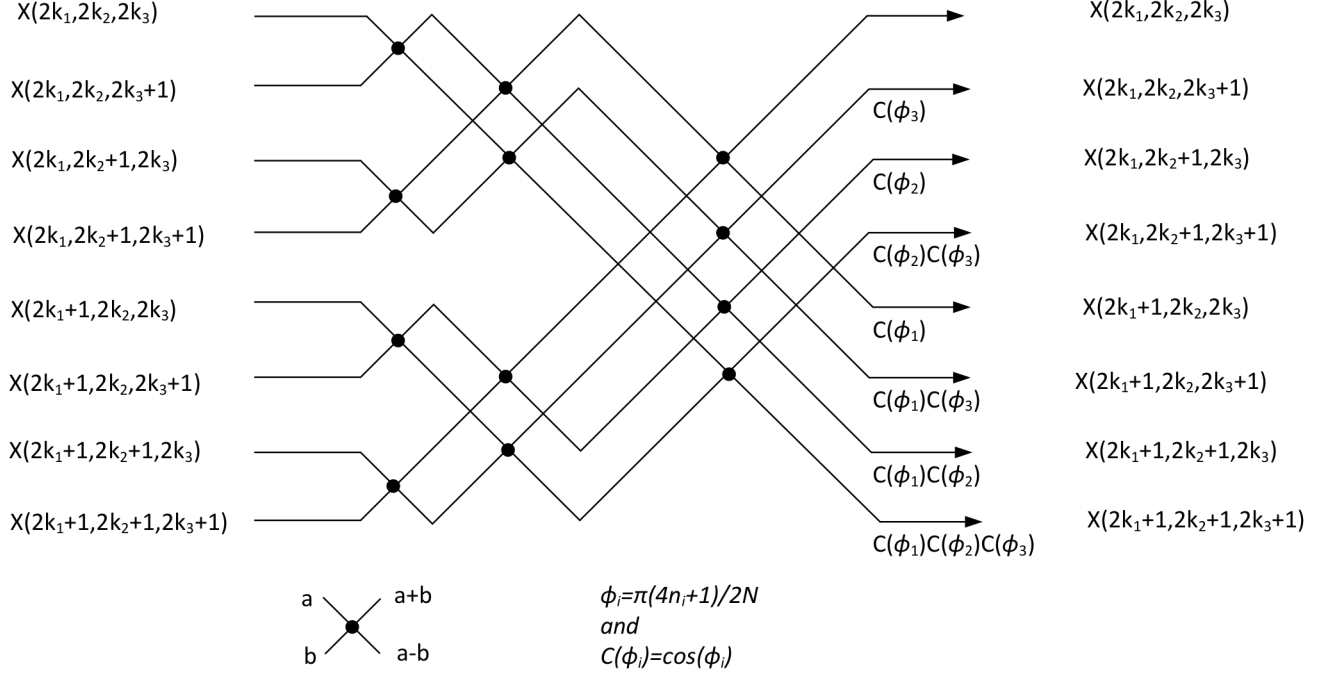 X(2k₁,2k₂,2k₃) X(2k₁,2k₂,2k₃)
X(2k₁,2k₂,2k₃+1) X(2k₁,2k₂,2k₃+1)
C(ϕ₃)
X(2k₁,2k₂+1,2k₃) X(2k₁,2k₂+1,2k₃)
C(ϕ₂)
X(2k₁,2k₂+1,2k₃+1) X(2k₁,2k₂+1,2k₃+1)
C(ϕ₂)C(ϕ₃)
X(2k₁+1,2k₂,2k₃) X(2k₁+1,2k₂,2k₃)
C(ϕ₁)
X(2k₁+1,2k₂,2k₃+1) X(2k₁+1,2k₂,2k₃+1)
C(ϕ₁)C(ϕ₃)
X(2k₁+1,2k₂+1,2k₃) X(2k₁+1,2k₂+1,2k₃)
C(ϕ₁)C(ϕ₂)
X(2k₁+1,2k₂+1,2k₃+1) X(2k₁+1,2k₂+1,2k₃+1)
C(ϕ₁)C(ϕ₂)C(ϕ₃)
a a+b
b a-b
ϕᵢ=π(4nᵢ+1)/2N
and
C(ϕᵢ)=cos(ϕᵢ)